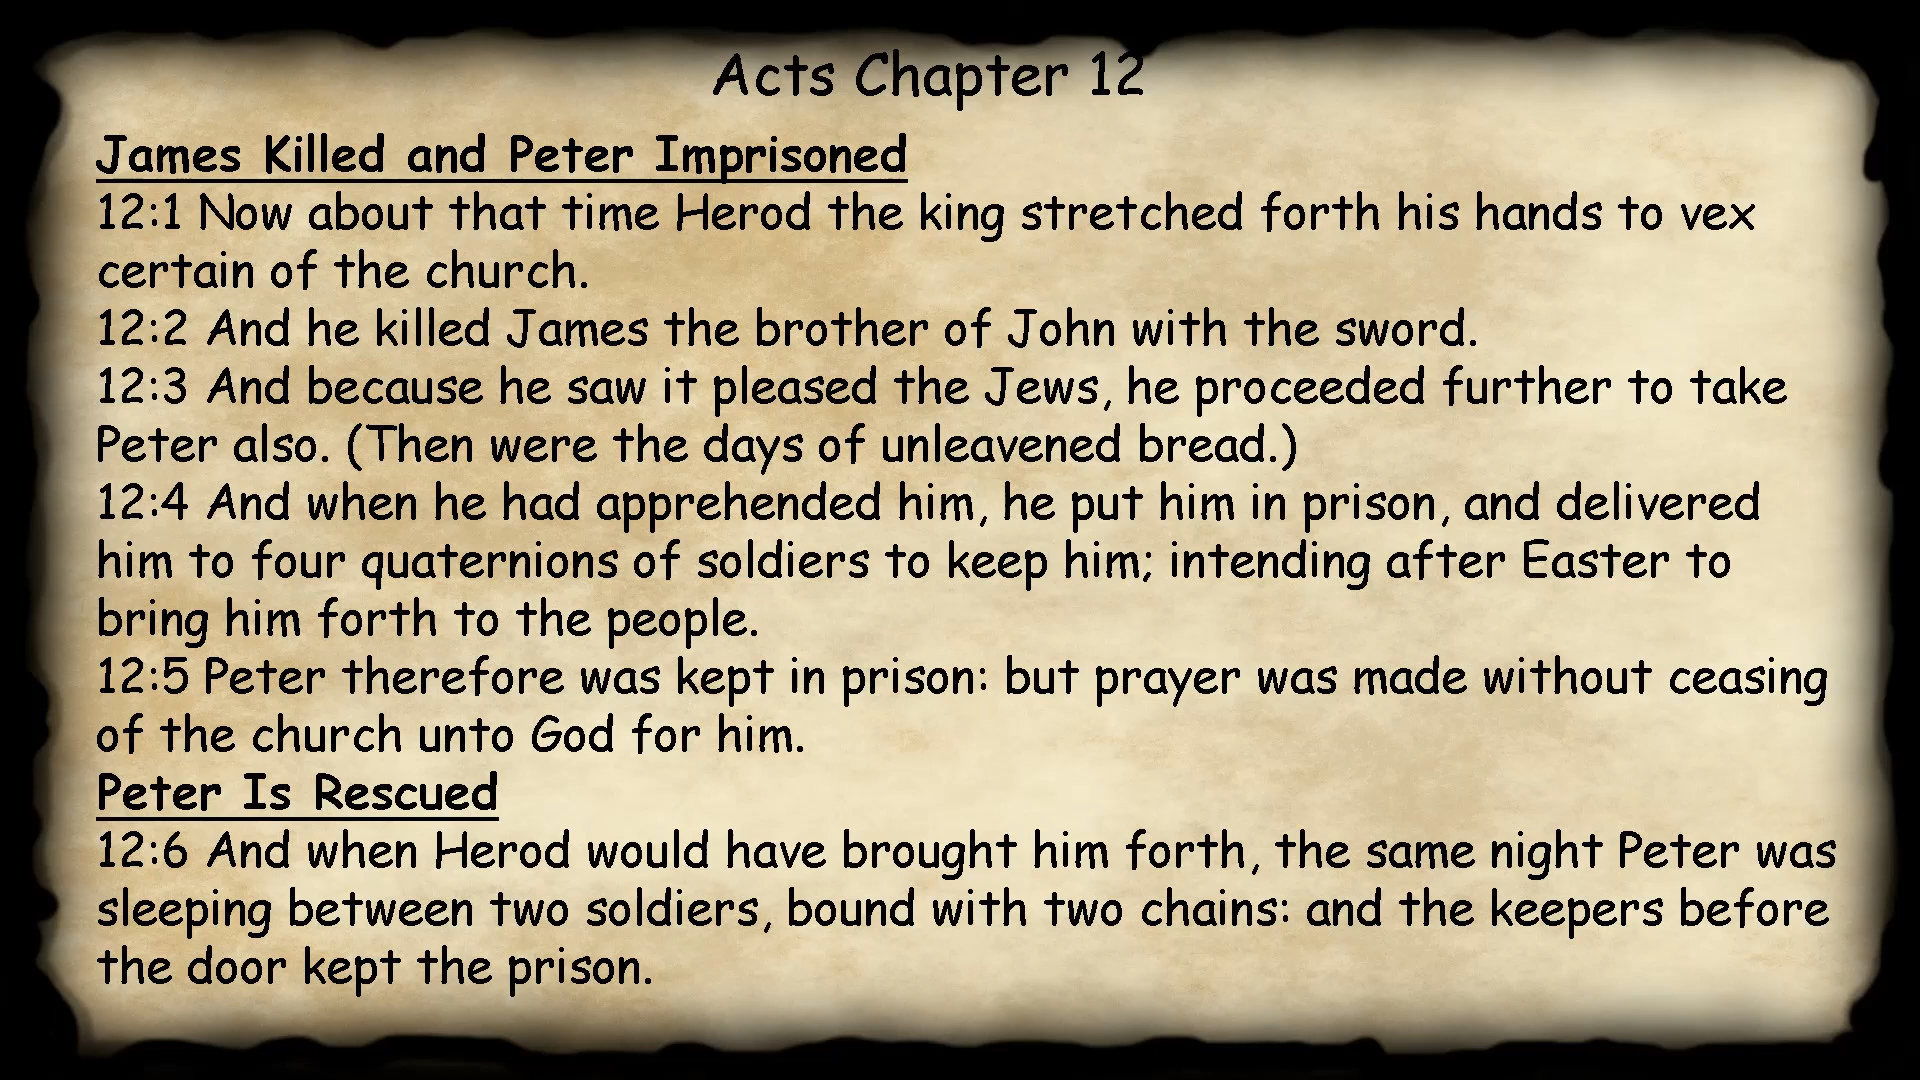 Acts Chapter 12
James Killed and Peter Imprisoned
12:1 Now about that time Herod the king stretched forth his hands to vex
certain of the church.
12:2 And he killed James the brother of John with the sword.
12:3 And because he saw it pleased the Jews, he proceeded further to take
Peter also. (Then were the days of unleavened bread.)
12:4 And when he had apprehended him, he put him in prison, and delivered
him to four quaternions of soldiers to keep him; intending after Easter to
bring him forth to the people.
12:5 Peter therefore was kept in prison: but prayer was made without ceasing
of the church unto God for him.
Peter Is Rescued
12:6 And when Herod would have brought him forth, the same night Peter was
sleeping between two soldiers, bound with two chains: and the keepers before
the door kept the prison.